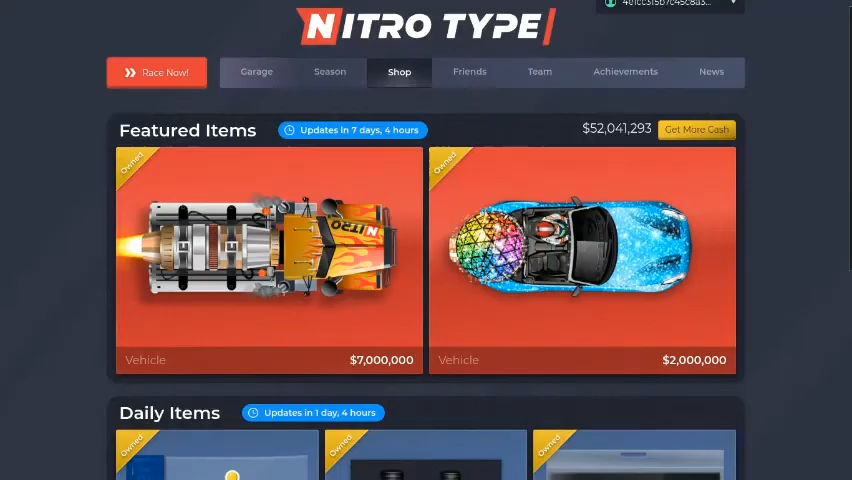 NITRO TYPE
Race Now!
Garage
Season
Shop
Friends
Team
Achievements
News
Featured Items
Updates in 7 days, 4 hours
$52,041,293
Get More Cash
Owned
Owned
NITRO
Vehicle
$7,000,000
Vehicle
$2,000,000
Daily Items
Updates in 1 day, 4 hours
Owned
Owned
Owned